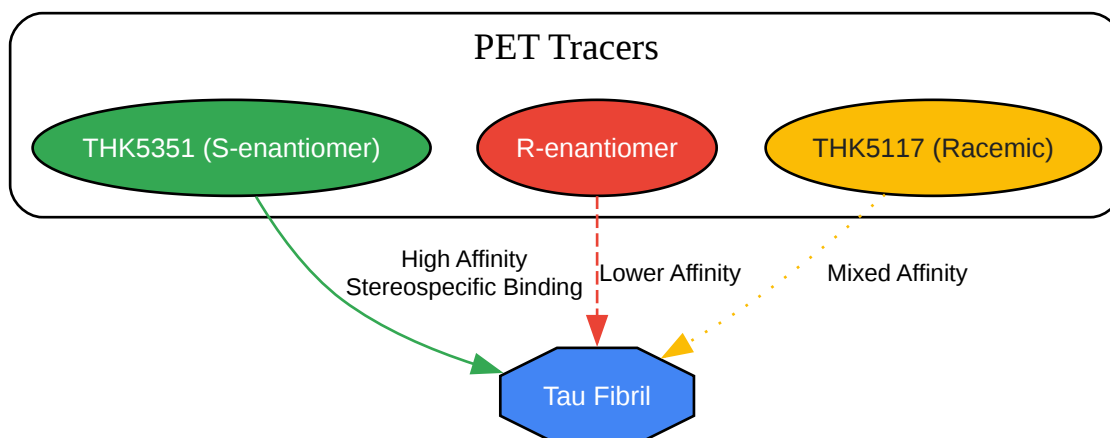 PET Tracers
THK5351 (S-enantiomer)
R-enantiomer
THK5117 (Racemic)
High Affinity
Stereospecific Binding
Lower Affinity
Mixed Affinity
Tau Fibril